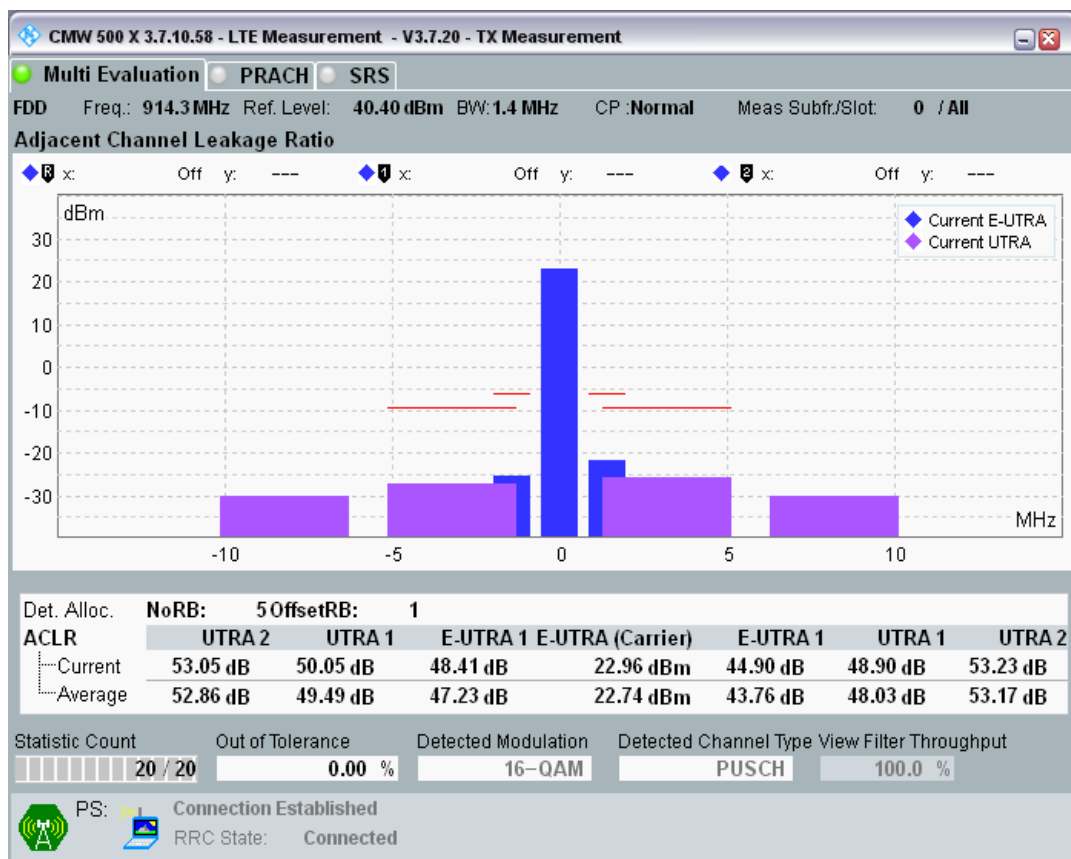 CMW 500 X 3.7.10.58 - LTE Measurement - V3.7.20 - TX Measurement
Multi Evaluation PRACH SRS
FDD Freq.: 914.3 MHz Ref. Level: 40.40 dBm BW: 1.4 MHz CP :Normal Meas Subfr./Slot: 0 / All
Adjacent Channel Leakage Ratio
R x: Off y: --- 1 x: Off y: --- 2 x: Off y: ---
dBm
Current E-UTRA
Current UTRA
30
20
10
0
-10
-20
-30
MHz
-10 -5 0 5 10
Det. Alloc. NoRB: 5 OffsetRB: 1
ACLR UTRA 2 UTRA 1 E-UTRA 1 E-UTRA (Carrier) E-UTRA 1 UTRA 1 UTRA 2
Current 53.05 dB 50.05 dB 48.41 dB 22.96 dBm 44.90 dB 48.90 dB 53.23 dB
Average 52.86 dB 49.49 dB 47.23 dB 22.74 dBm 43.76 dB 48.03 dB 53.17 dB
Statistic Count Out of Tolerance Detected Modulation Detected Channel Type View Filter Throughput
20 / 20 0.00 % 16-QAM PUSCH 100.0 %
PS: Connection Established
RRC State: Connected